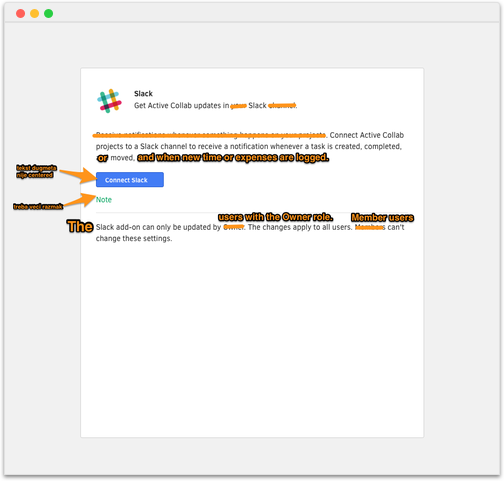 Slack
Get Active Collab updates in your Slack channel.
Receive notifications whenever something happens on your projects. Connect Active Collab
projects to a Slack channel to receive a notification whenever a task is created, completed,
or moved, and when new time or expenses are logged.
tekst dugmeta
nije centered
Connect Slack
treba veci razmak
Note
users with the Owner role. Member users
The Slack add-on can only be updated by Owner. The changes apply to all users. Members can't
change these settings.